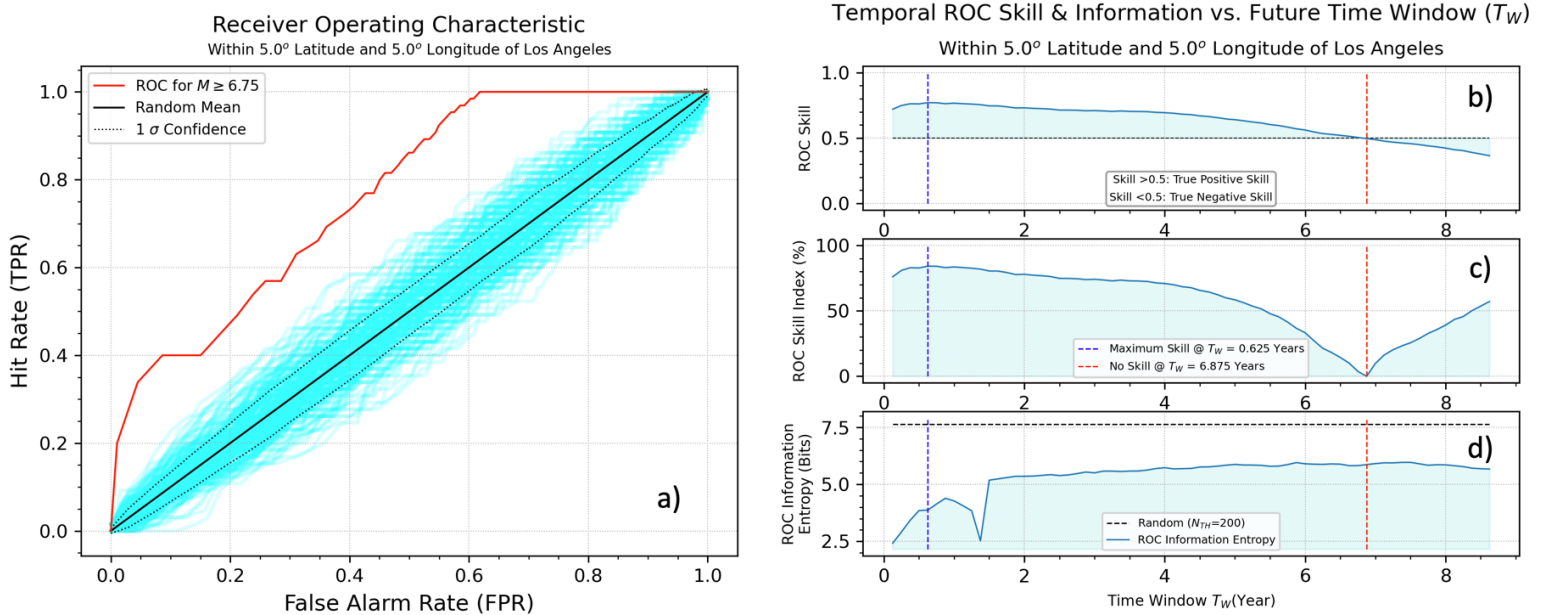 Receiver Operating Characteristic
Within 5.0° Latitude and 5.0° Longitude of Los Angeles
ROC for M ≥ 6.75
Random Mean
1 σ Confidence
Hit Rate (TPR)
1.0
0.8
0.6
0.4
0.2
0.0
a)
0.0 0.2 0.4 0.6 0.8 1.0
False Alarm Rate (FPR)
Temporal ROC Skill & Information vs. Future Time Window (T_W)
Within 5.0° Latitude and 5.0° Longitude of Los Angeles
ROC Skill
1.0
0.5
0.0
b)
Skill >0.5: True Positive Skill
Skill <0.5: True Negative Skill
0 2 4 6 8
ROC Skill Index (%)
100
50
0
c)
Maximum Skill @ T_W = 0.625 Years
No Skill @ T_W = 6.875 Years
0 2 4 6 8
ROC Information
Entropy (Bits)
7.5
5.0
2.5
d)
Random (N_TH=200)
ROC Information Entropy
0 2 4 6 8
Time Window T_W(Year)